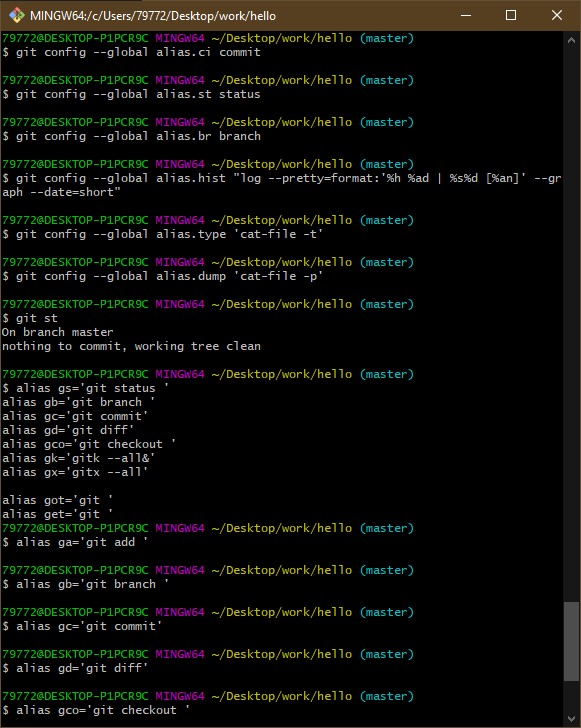 MINGW64:/c/Users/79772/Desktop/work/hello
79772@DESKTOP-P1PCR9C MINGW64 ~/Desktop/work/hello (master)
$ git config --global alias.ci commit
79772@DESKTOP-P1PCR9C MINGW64 ~/Desktop/work/hello (master)
$ git config --global alias.st status
79772@DESKTOP-P1PCR9C MINGW64 ~/Desktop/work/hello (master)
$ git config --global alias.br branch
79772@DESKTOP-P1PCR9C MINGW64 ~/Desktop/work/hello (master)
$ git config --global alias.hist "log --pretty=format:'%h %ad | %s%d [%an]' --gr
aph --date=short"
79772@DESKTOP-P1PCR9C MINGW64 ~/Desktop/work/hello (master)
$ git config --global alias.type 'cat-file -t'
79772@DESKTOP-P1PCR9C MINGW64 ~/Desktop/work/hello (master)
$ git config --global alias.dump 'cat-file -p'
79772@DESKTOP-P1PCR9C MINGW64 ~/Desktop/work/hello (master)
$ git st
On branch master
nothing to commit, working tree clean
79772@DESKTOP-P1PCR9C MINGW64 ~/Desktop/work/hello (master)
$ alias gs='git status '
alias gb='git branch '
alias gc='git commit'
alias gd='git diff'
alias gco='git checkout '
alias gk='gitk --all&'
alias gx='gitx --all'
alias got='git '
alias get='git '
79772@DESKTOP-P1PCR9C MINGW64 ~/Desktop/work/hello (master)
$ alias ga='git add '
79772@DESKTOP-P1PCR9C MINGW64 ~/Desktop/work/hello (master)
$ alias gb='git branch '
79772@DESKTOP-P1PCR9C MINGW64 ~/Desktop/work/hello (master)
$ alias gc='git commit'
79772@DESKTOP-P1PCR9C MINGW64 ~/Desktop/work/hello (master)
$ alias gd='git diff'
79772@DESKTOP-P1PCR9C MINGW64 ~/Desktop/work/hello (master)
$ alias gco='git checkout '